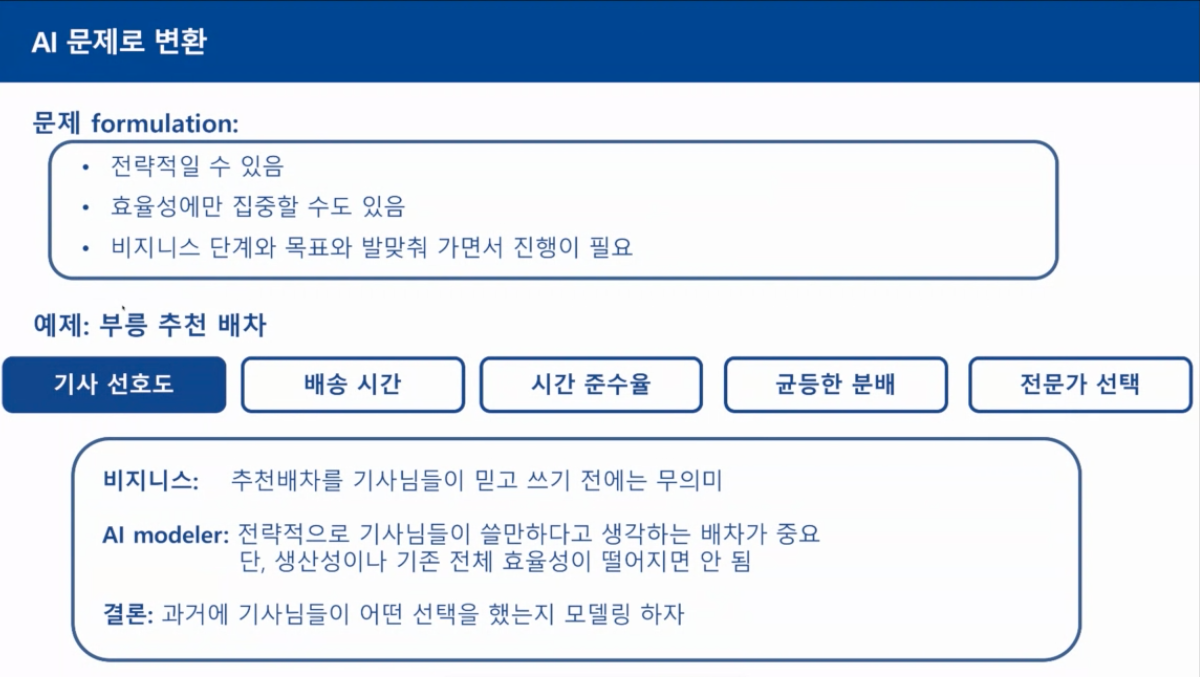 AI 문제로 변환
문제 formulation:
• 전략적일 수 있음
• 효율성에만 집중할 수도 있음
• 비지니스 단계와 목표와 발맞춰 가면서 진행이 필요
예제: 부릉 추천 배차
기사 선호도
배송 시간
시간 준수율
균등한 분배
전문가 선택
비지니스: 추천배차를 기사님들이 믿고 쓰기 전에는 무의미
AI modeler: 전략적으로 기사님들이 쓸만하다고 생각하는 배차가 중요
단, 생산성이나 기존 전체 효율성이 떨어지면 안 됨
결론: 과거에 기사님들이 어떤 선택을 했는지 모델링 하자